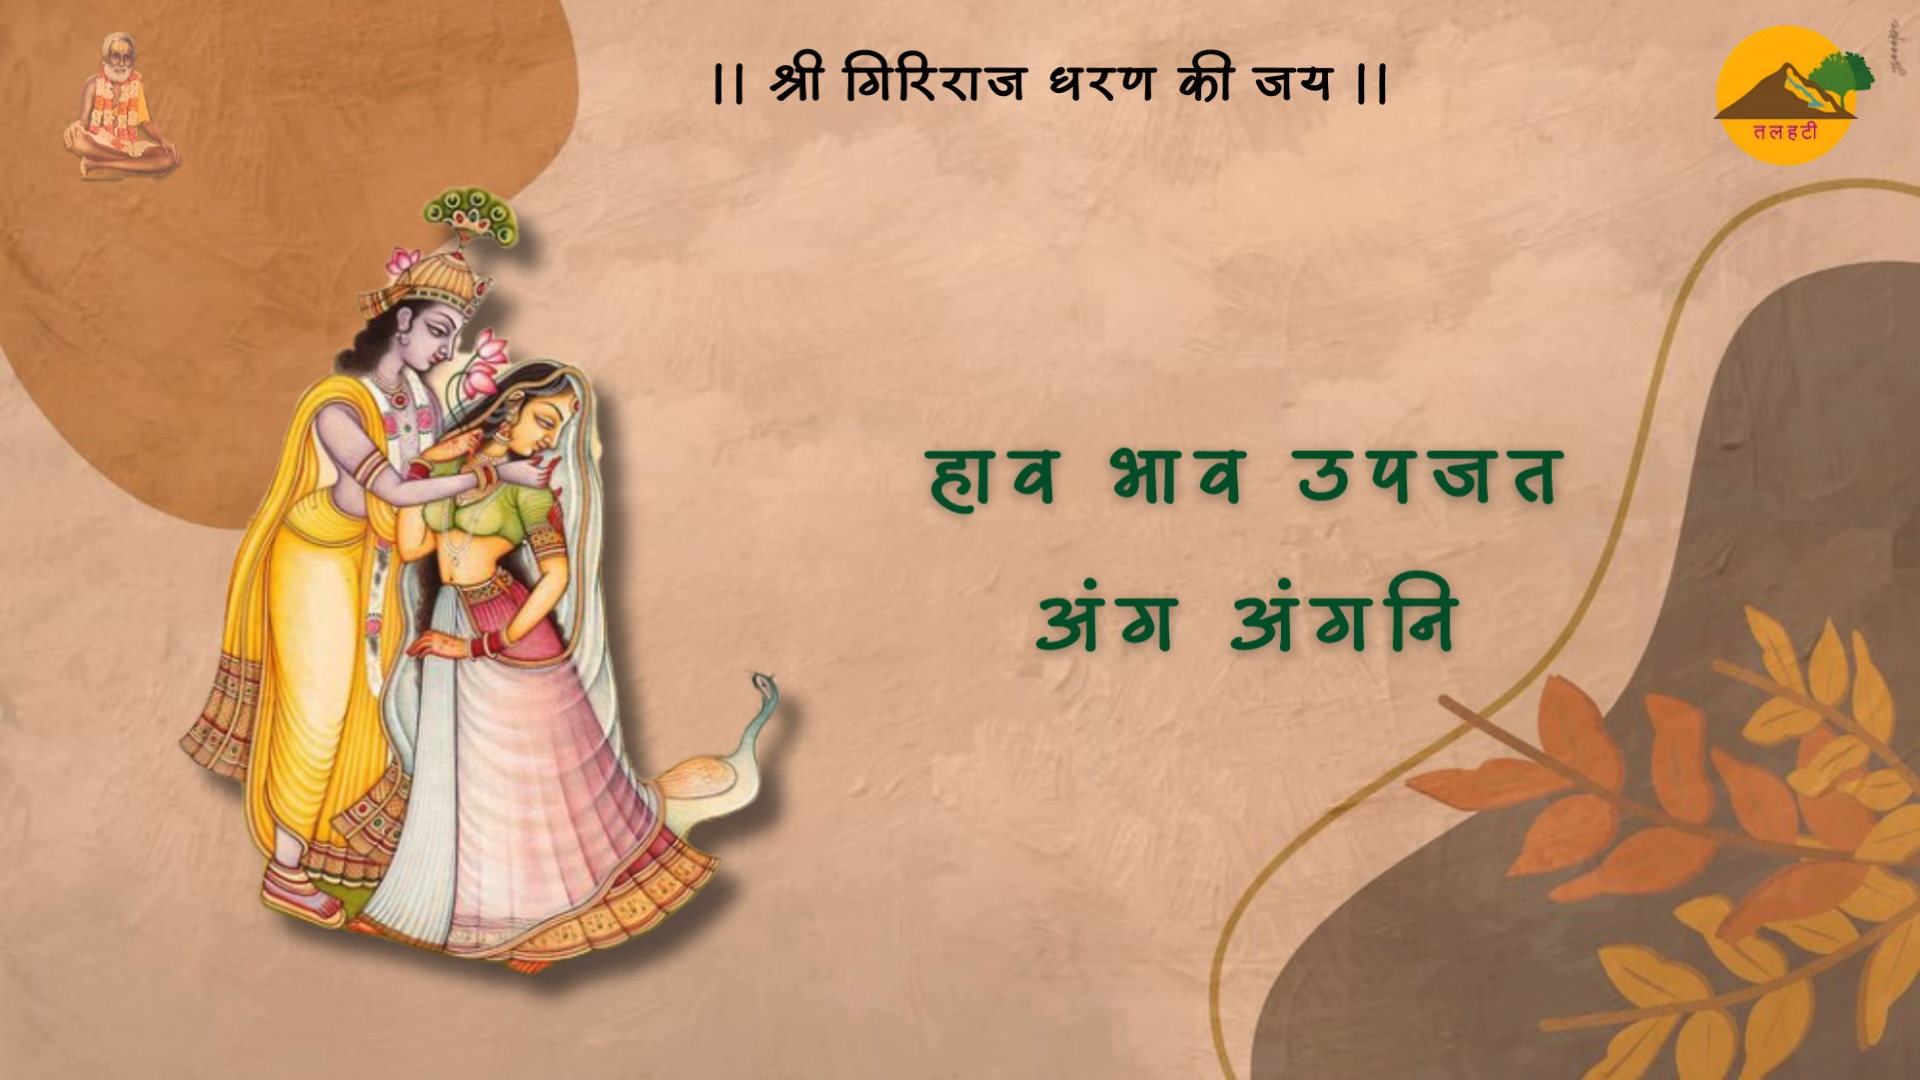 || श्री गिरिराज धरण की जय ||
तलहटी
हाव भाव उपजत
अंग अंगनि